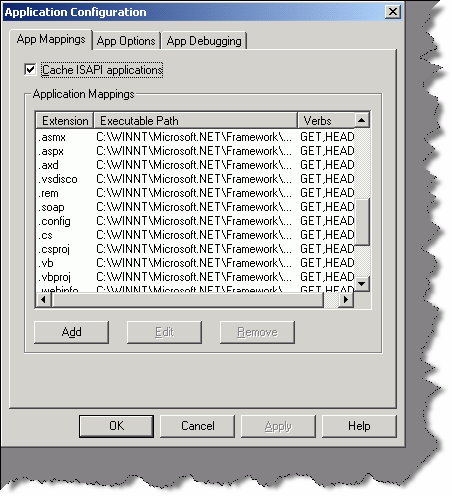 Application Configuration
App Mappings App Options App Debugging
Cache ISAPI applications
Application Mappings
Extension Executable Path Verbs
.asmx C:\WINNT\Microsoft.NET\Framework\... GET,HEAD
.aspx C:\WINNT\Microsoft.NET\Framework\... GET,HEAD
.axd C:\WINNT\Microsoft.NET\Framework\... GET,HEAD
.vsdisco C:\WINNT\Microsoft.NET\Framework\... GET,HEAD
.rem C:\WINNT\Microsoft.NET\Framework\... GET,HEAD
.soap C:\WINNT\Microsoft.NET\Framework\... GET,HEAD
.config C:\WINNT\Microsoft.NET\Framework\... GET,HEAD
.cs C:\WINNT\Microsoft.NET\Framework\... GET,HEAD
.csproj C:\WINNT\Microsoft.NET\Framework\... GET,HEAD
.vb C:\WINNT\Microsoft.NET\Framework\... GET,HEAD
.vbproj C:\WINNT\Microsoft.NET\Framework\... GET,HEAD
.webinfo C:\WINNT\Microsoft.NET\Framework\... GET,HEAD
Add Edit Remove
OK Cancel Apply Help